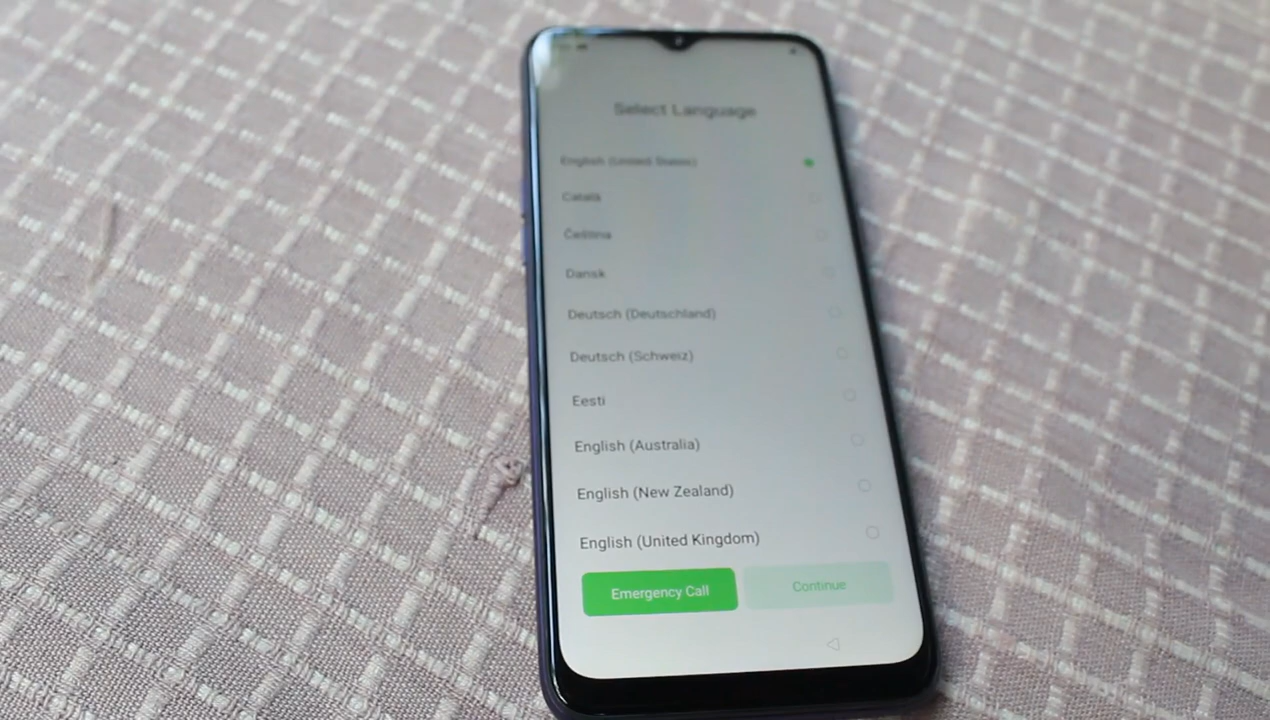 Select Language
English (United States)
Català
Čeština
Dansk
Deutsch (Deutschland)
Deutsch (Schweiz)
Eesti
English (Australia)
English (New Zealand)
English (United Kingdom)
Emergency Call
Continue